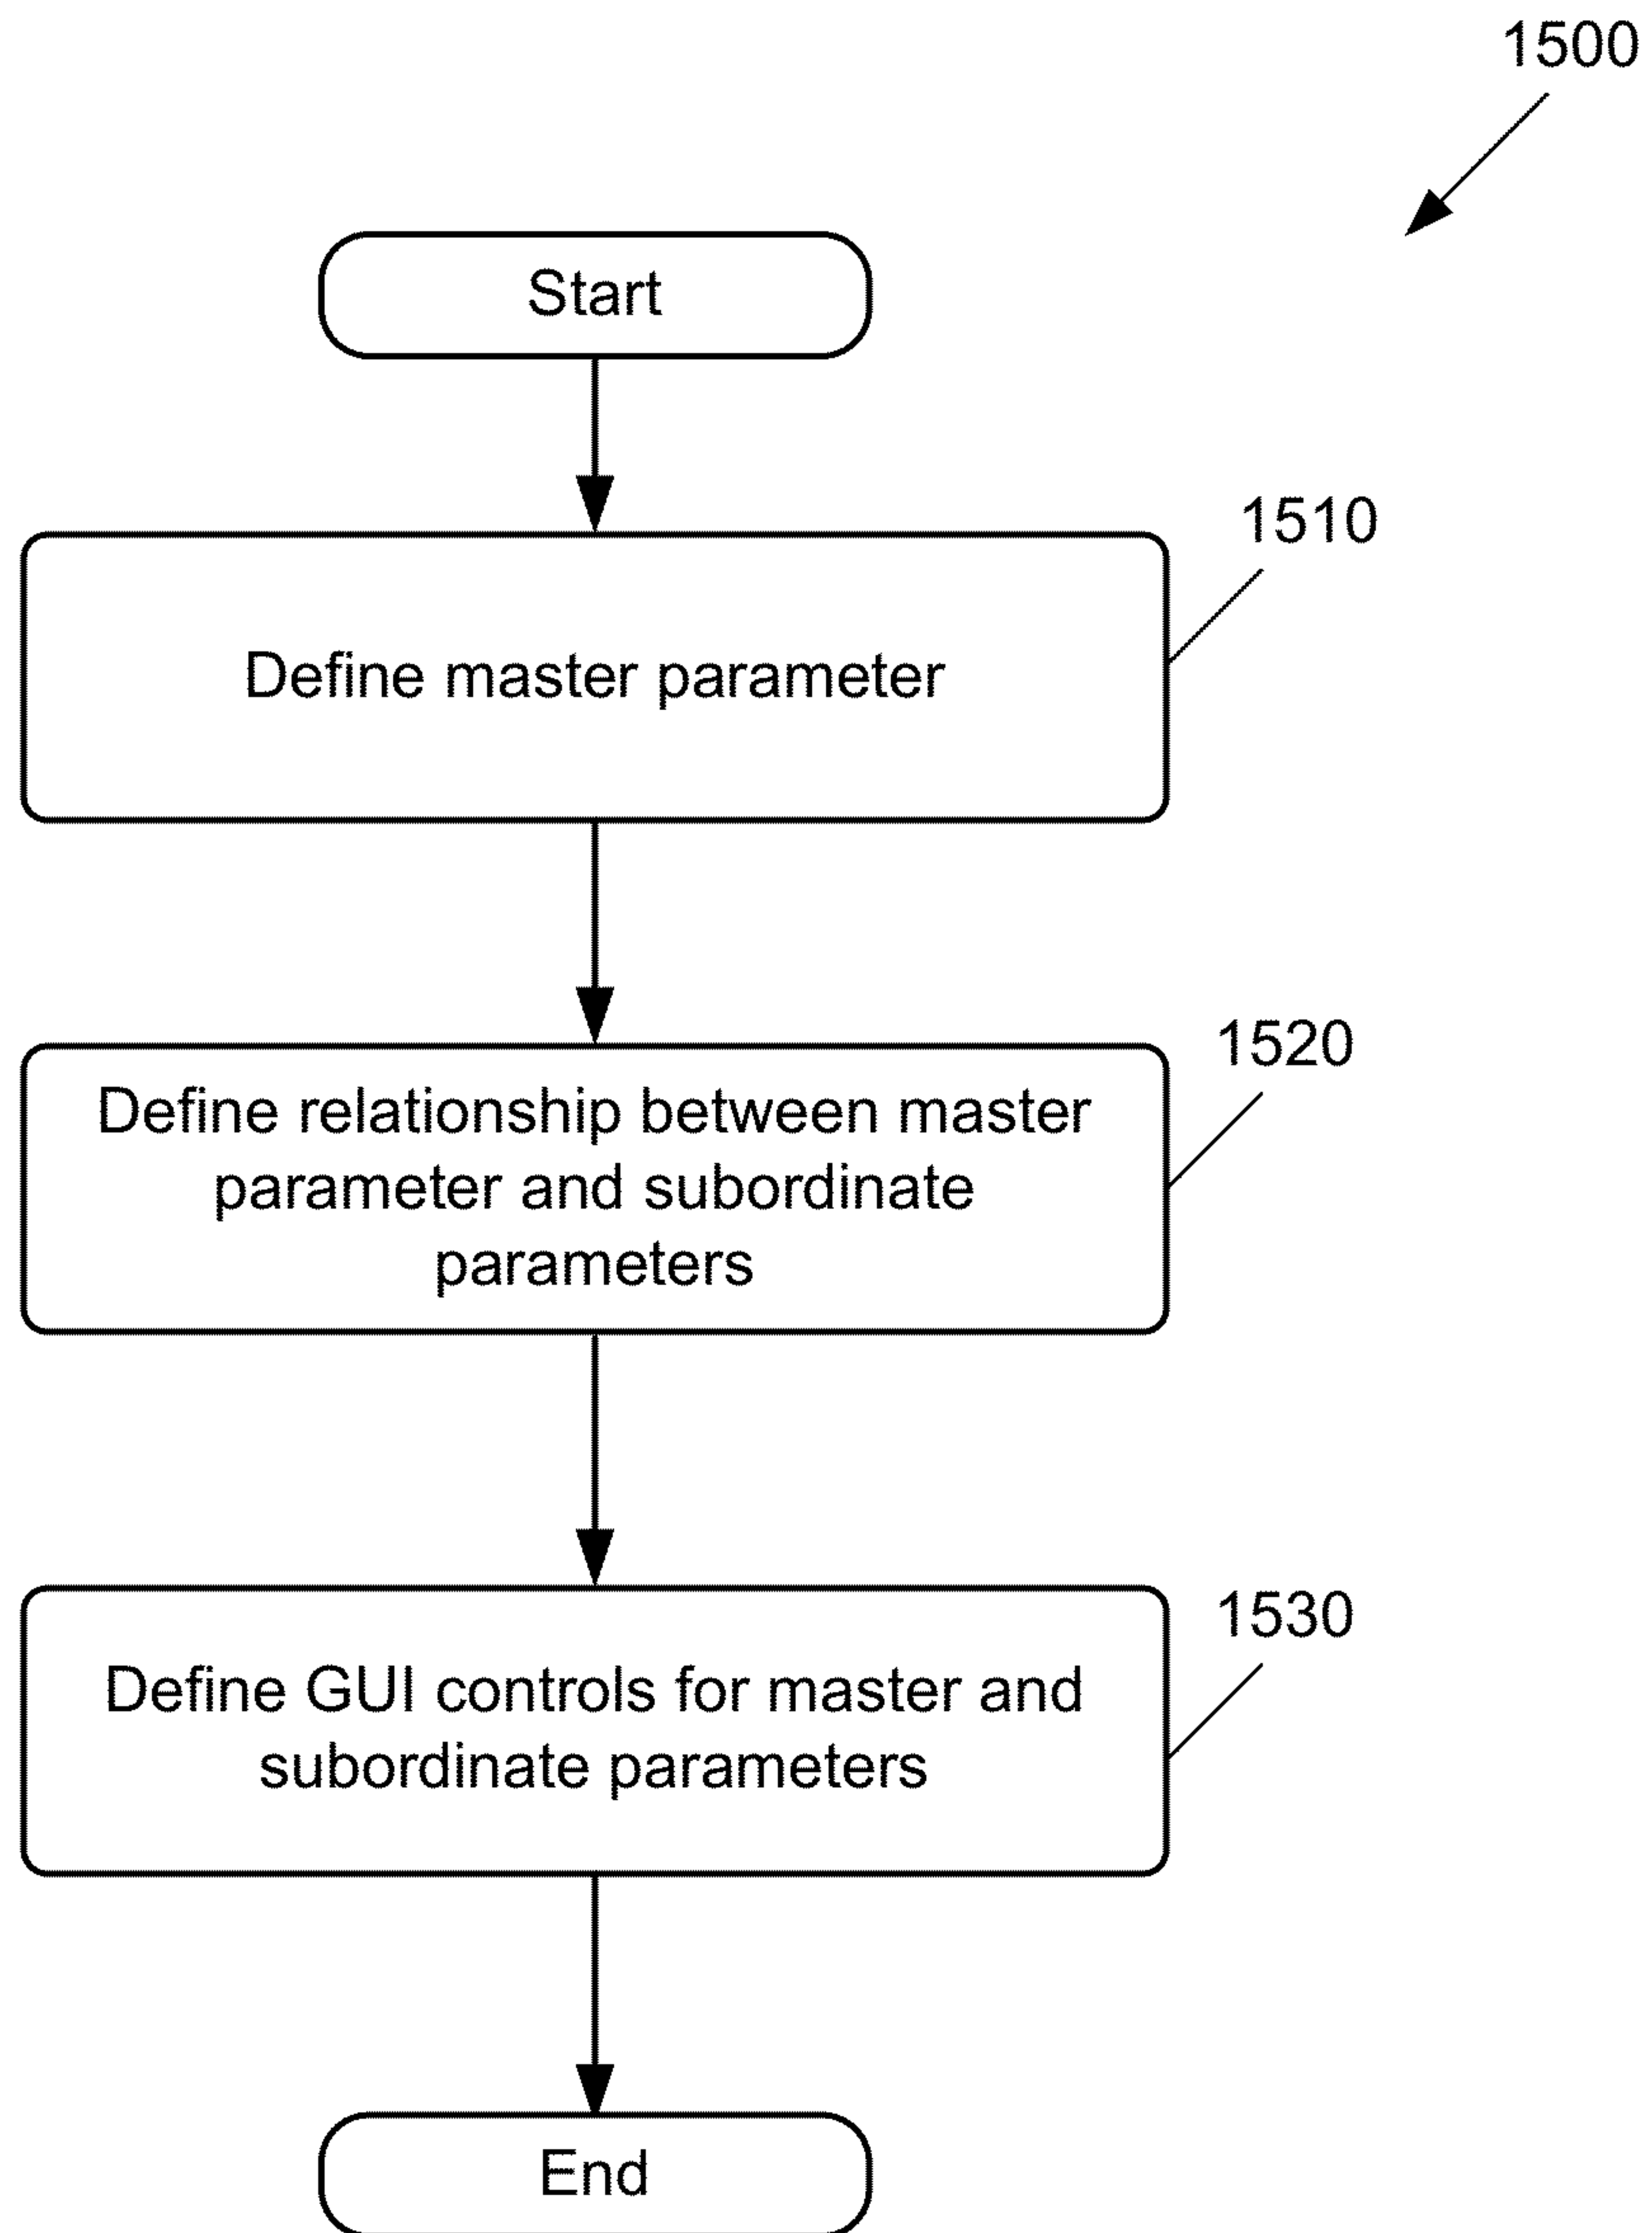 1500
Start
1510
Define master parameter
1520
Define relationship between master
parameter and subordinate
parameters
1530
Define GUI controls for master and
subordinate parameters
End